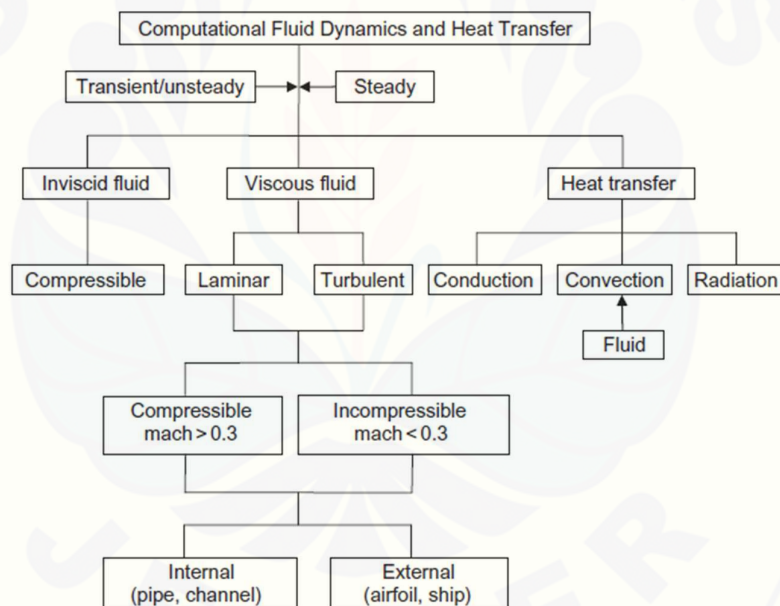 Computational Fluid Dynamics and Heat Transfer
Transient/unsteady
Steady
Inviscid fluid
Viscous fluid
Heat transfer
Compressible
Laminar
Turbulent
Conduction
Convection
Radiation
Fluid
Compressible
mach > 0.3
Incompressible
mach < 0.3
Internal
(pipe, channel)
External
(airfoil, ship)